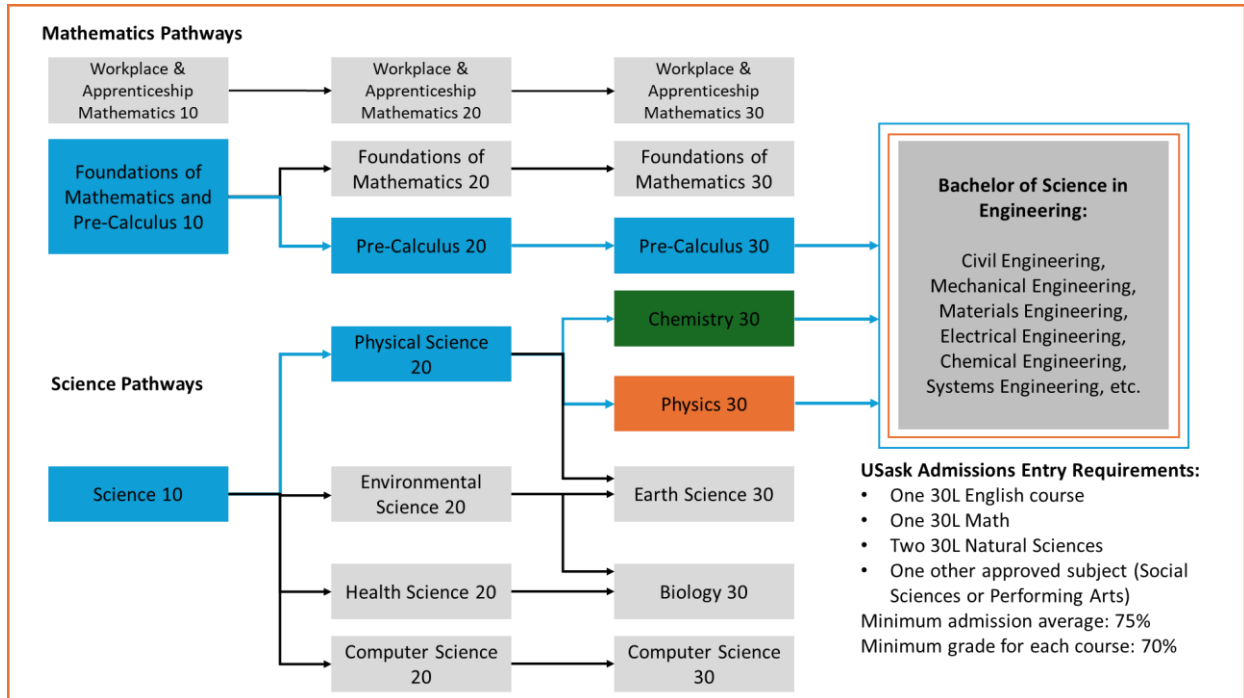 Mathematics Pathways
Workplace &
Apprenticeship
Mathematics 10
Workplace &
Apprenticeship
Mathematics 20
Workplace &
Apprenticeship
Mathematics 30
Foundations of
Mathematics and
Pre-Calculus 10
Foundations of
Mathematics 20
Foundations of
Mathematics 30
Pre-Calculus 20
Pre-Calculus 30
Science Pathways
Science 10
Physical Science
20
Chemistry 30
Physics 30
Environmental
Science 20
Earth Science 30
Health Science 20
Biology 30
Computer Science
20
Computer Science
30
Bachelor of Science in
Engineering:
Civil Engineering,
Mechanical Engineering,
Materials Engineering,
Electrical Engineering,
Chemical Engineering,
Systems Engineering, etc.
USask Admissions Entry Requirements:
• One 30L English course
• One 30L Math
• Two 30L Natural Sciences
• One other approved subject (Social
Sciences or Performing Arts)
Minimum admission average: 75%
Minimum grade for each course: 70%